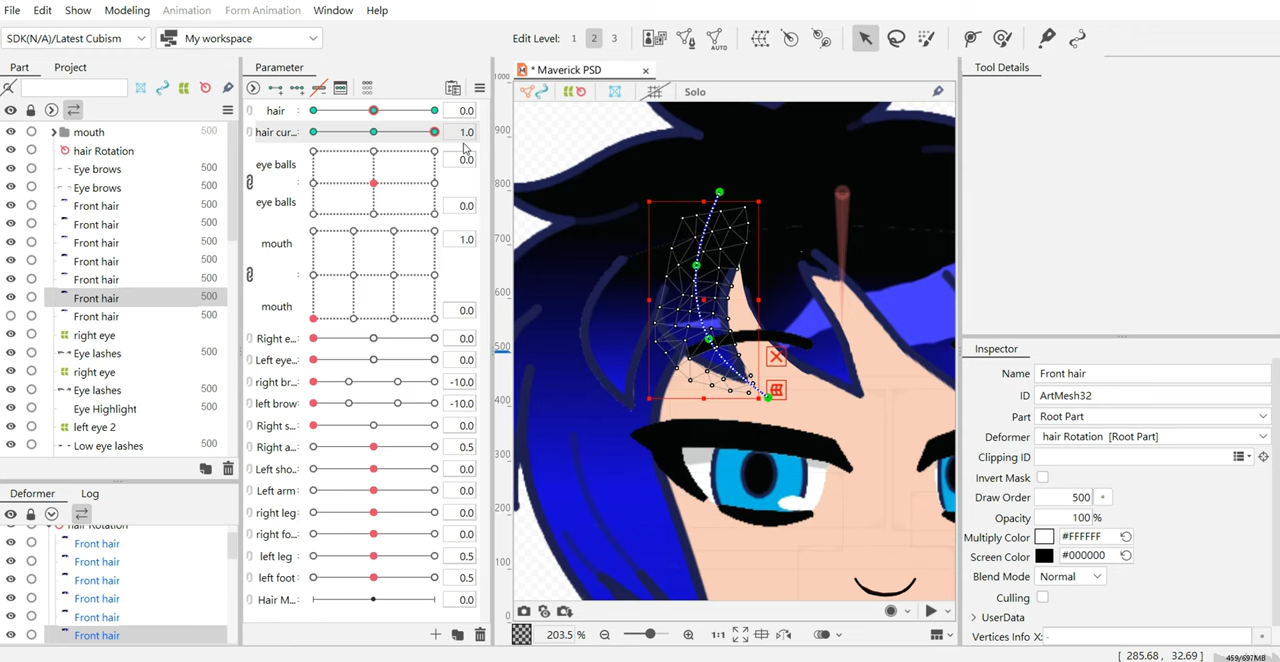 File Edit Show Modeling Animation Form Animation Window Help
SDK(N/A)/Latest Cubism My workspace Edit Level: 1 2 3 AUTO
Part Project
Parameter
* Maverick PSD x
Tool Details
Solo
mouth 500
hair Rotation
Eye brows 500
Eye brows 500
Front hair 500
Front hair 500
Front hair 500
Front hair 500
Front hair 500
Front hair 500
Front hair 500
right eye
Eye lashes 500
right eye
Eye lashes 500
Eye Highlight 500
left eye 2
Low eye lashes 500
Deformer Log
hair Rotation
Front hair
Front hair
Front hair
Front hair
Front hair
Front hair
hair : 0.0
hair cur...: 1.0
eye balls 0.0
:
eye balls 0.0
mouth 1.0
:
mouth 0.0
Right e...: 0.0
Left eye...: 0.0
right br...: -10.0
left brow : -10.0
Right s...: 0.0
Right a...: 0.5
Left sho...: 0.0
Left arm : 0.0
right leg : 0.0
right fo...: 0.0
left leg : 0.5
left foot : 0.5
Hair M...: 0.0
1000
900
800
700
600
500
400
300
200
100
0
203.5 % 1:1
Inspector
Name Front hair
ID ArtMesh32
Part Root Part
Deformer hair Rotation [Root Part]
Clipping ID
Invert Mask
Draw Order 500
Opacity 100 %
Multiply Color #FFFFFF
Screen Color #000000
Blend Mode Normal
Culling
UserData
Vertices Info X: -
[ 285.68, 32.69 ] 459/697MB